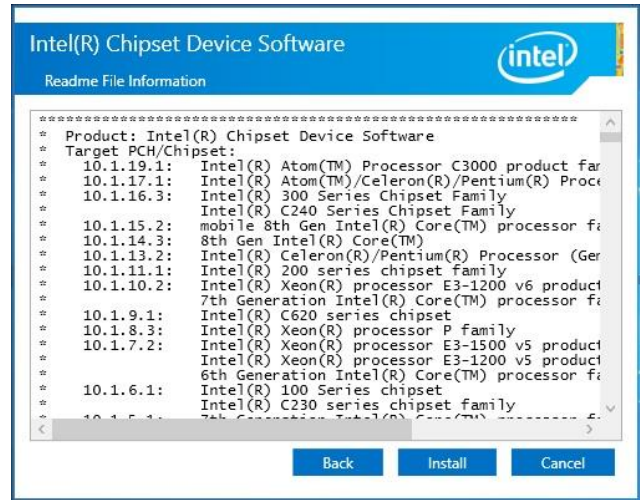 Intel(R) Chipset Device Software
intel
Readme File Information
************************************************************
* Product: Intel(R) Chipset Device Software
* Target PCH/Chipset:
* 10.1.19.1: Intel(R) Atom(TM) Processor C3000 product fam
* 10.1.17.1: Intel(R) Atom(TM)/Celeron(R)/Pentium(R) Proce
* 10.1.16.3: Intel(R) 300 Series Chipset Family
* Intel(R) C240 Series Chipset Family
* 10.1.15.2: mobile 8th Gen Intel(R) Core(TM) processor fa
* 10.1.14.3: 8th Gen Intel(R) Core(TM)
* 10.1.13.2: Intel(R) Celeron(R)/Pentium(R) Processor (Gem
* 10.1.11.1: Intel(R) 200 series chipset family
* 10.1.10.2: Intel(R) Xeon(R) processor E3-1200 v6 product
* 7th Generation Intel(R) Core(TM) processor fa
* 10.1.9.1: Intel(R) C620 series chipset
* 10.1.8.3: Intel(R) Xeon(R) processor P family
* 10.1.7.2: Intel(R) Xeon(R) processor E3-1500 v5 product
* Intel(R) Xeon(R) processor E3-1200 v5 product
* 6th Generation Intel(R) Core(TM) processor fa
* 10.1.6.1: Intel(R) 100 Series chipset
* Intel(R) C230 series chipset family
Back Install Cancel